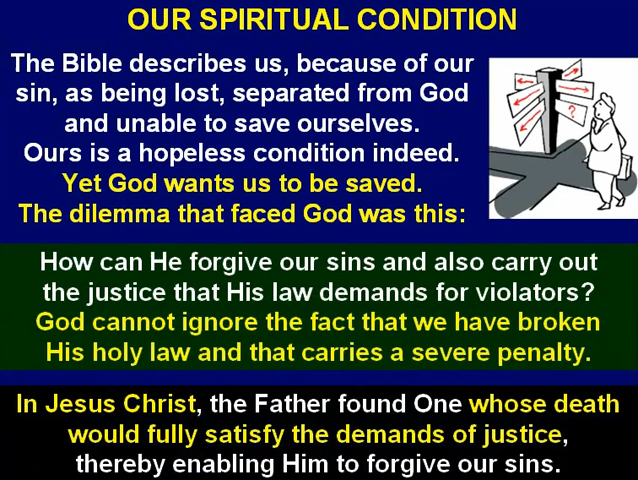 OUR SPIRITUAL CONDITION
The Bible describes us, because of our
sin, as being lost, separated from God
and unable to save ourselves.
Ours is a hopeless condition indeed.
Yet God wants us to be saved.
The dilemma that faced God was this:
?
How can He forgive our sins and also carry out
the justice that His law demands for violators?
God cannot ignore the fact that we have broken
His holy law and that carries a severe penalty.
In Jesus Christ, the Father found One whose death
would fully satisfy the demands of justice,
thereby enabling Him to forgive our sins.